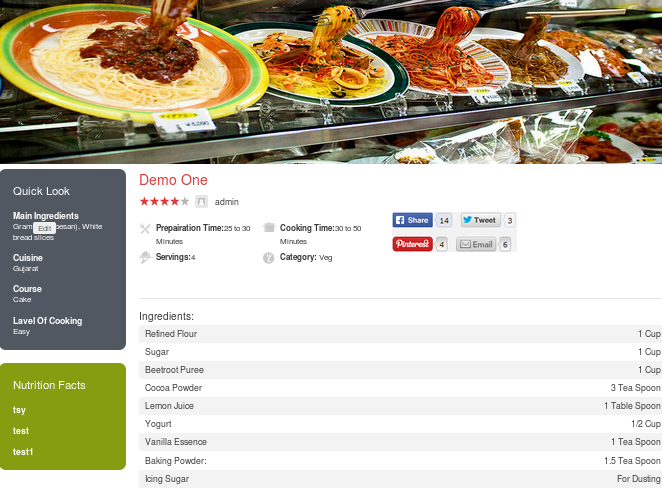 Quick Look
Main Ingredients
Gram Edit besan), White
bread slices
Cuisine
Gujarat
Course
Cake
Lavel Of Cooking
Easy
Nutrition Facts
tsy
test
test1
Demo One
admin
Prepairation Time:25 to 30
Minutes
Cooking Time:30 to 50
Minutes
Servings:4
Category: Veg
Share 14
Tweet 3
Pinterest 4
Email 6
Ingredients:
Refined Flour 1 Cup
Sugar 1 Cup
Beetroot Puree 1 Cup
Cocoa Powder 3 Tea Spoon
Lemon Juice 1 Table Spoon
Yogurt 1/2 Cup
Vanilla Essence 1 Tea Spoon
Baking Powder: 1.5 Tea Spoon
Icing Sugar For Dusting